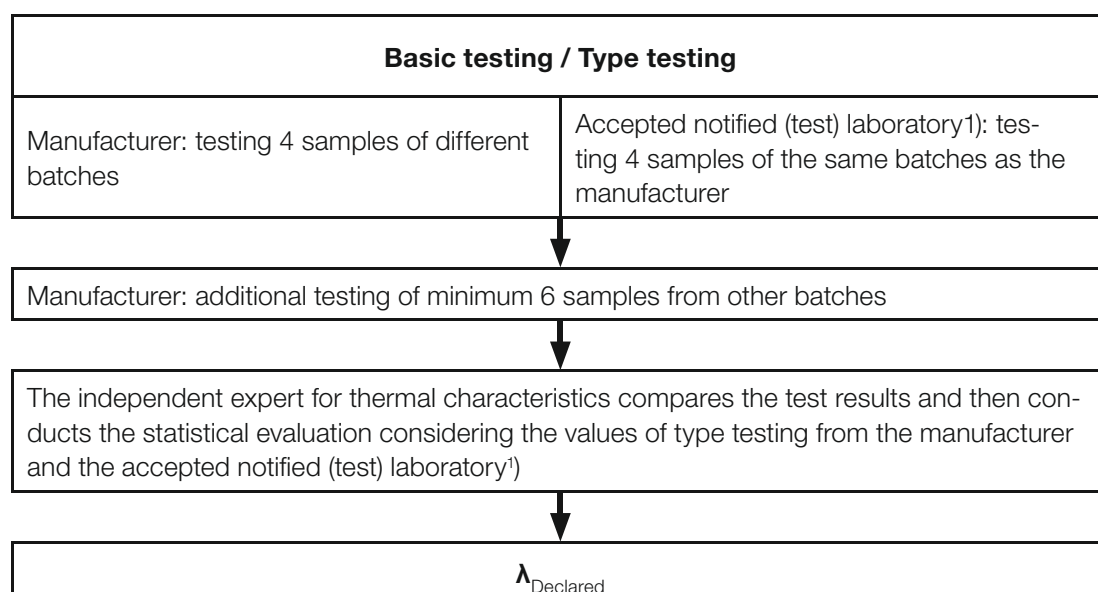 Basic testing / Type testing
Manufacturer: testing 4 samples of different
batches
Accepted notified (test) laboratory1): tes-
ting 4 samples of the same batches as the
manufacturer
Manufacturer: additional testing of minimum 6 samples from other batches
The independent expert for thermal characteristics compares the test results and then con-
ducts the statistical evaluation considering the values of type testing from the manufacturer
and the accepted notified (test) laboratory¹)
λDeclared